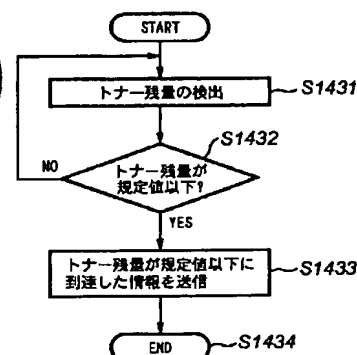 START
トナー残量の検出
S1431
S1432
トナー残量が
規定値以下?
NO
YES
トナー残量が規定値以下に
到達した情報を送信
S1433
END
S1434